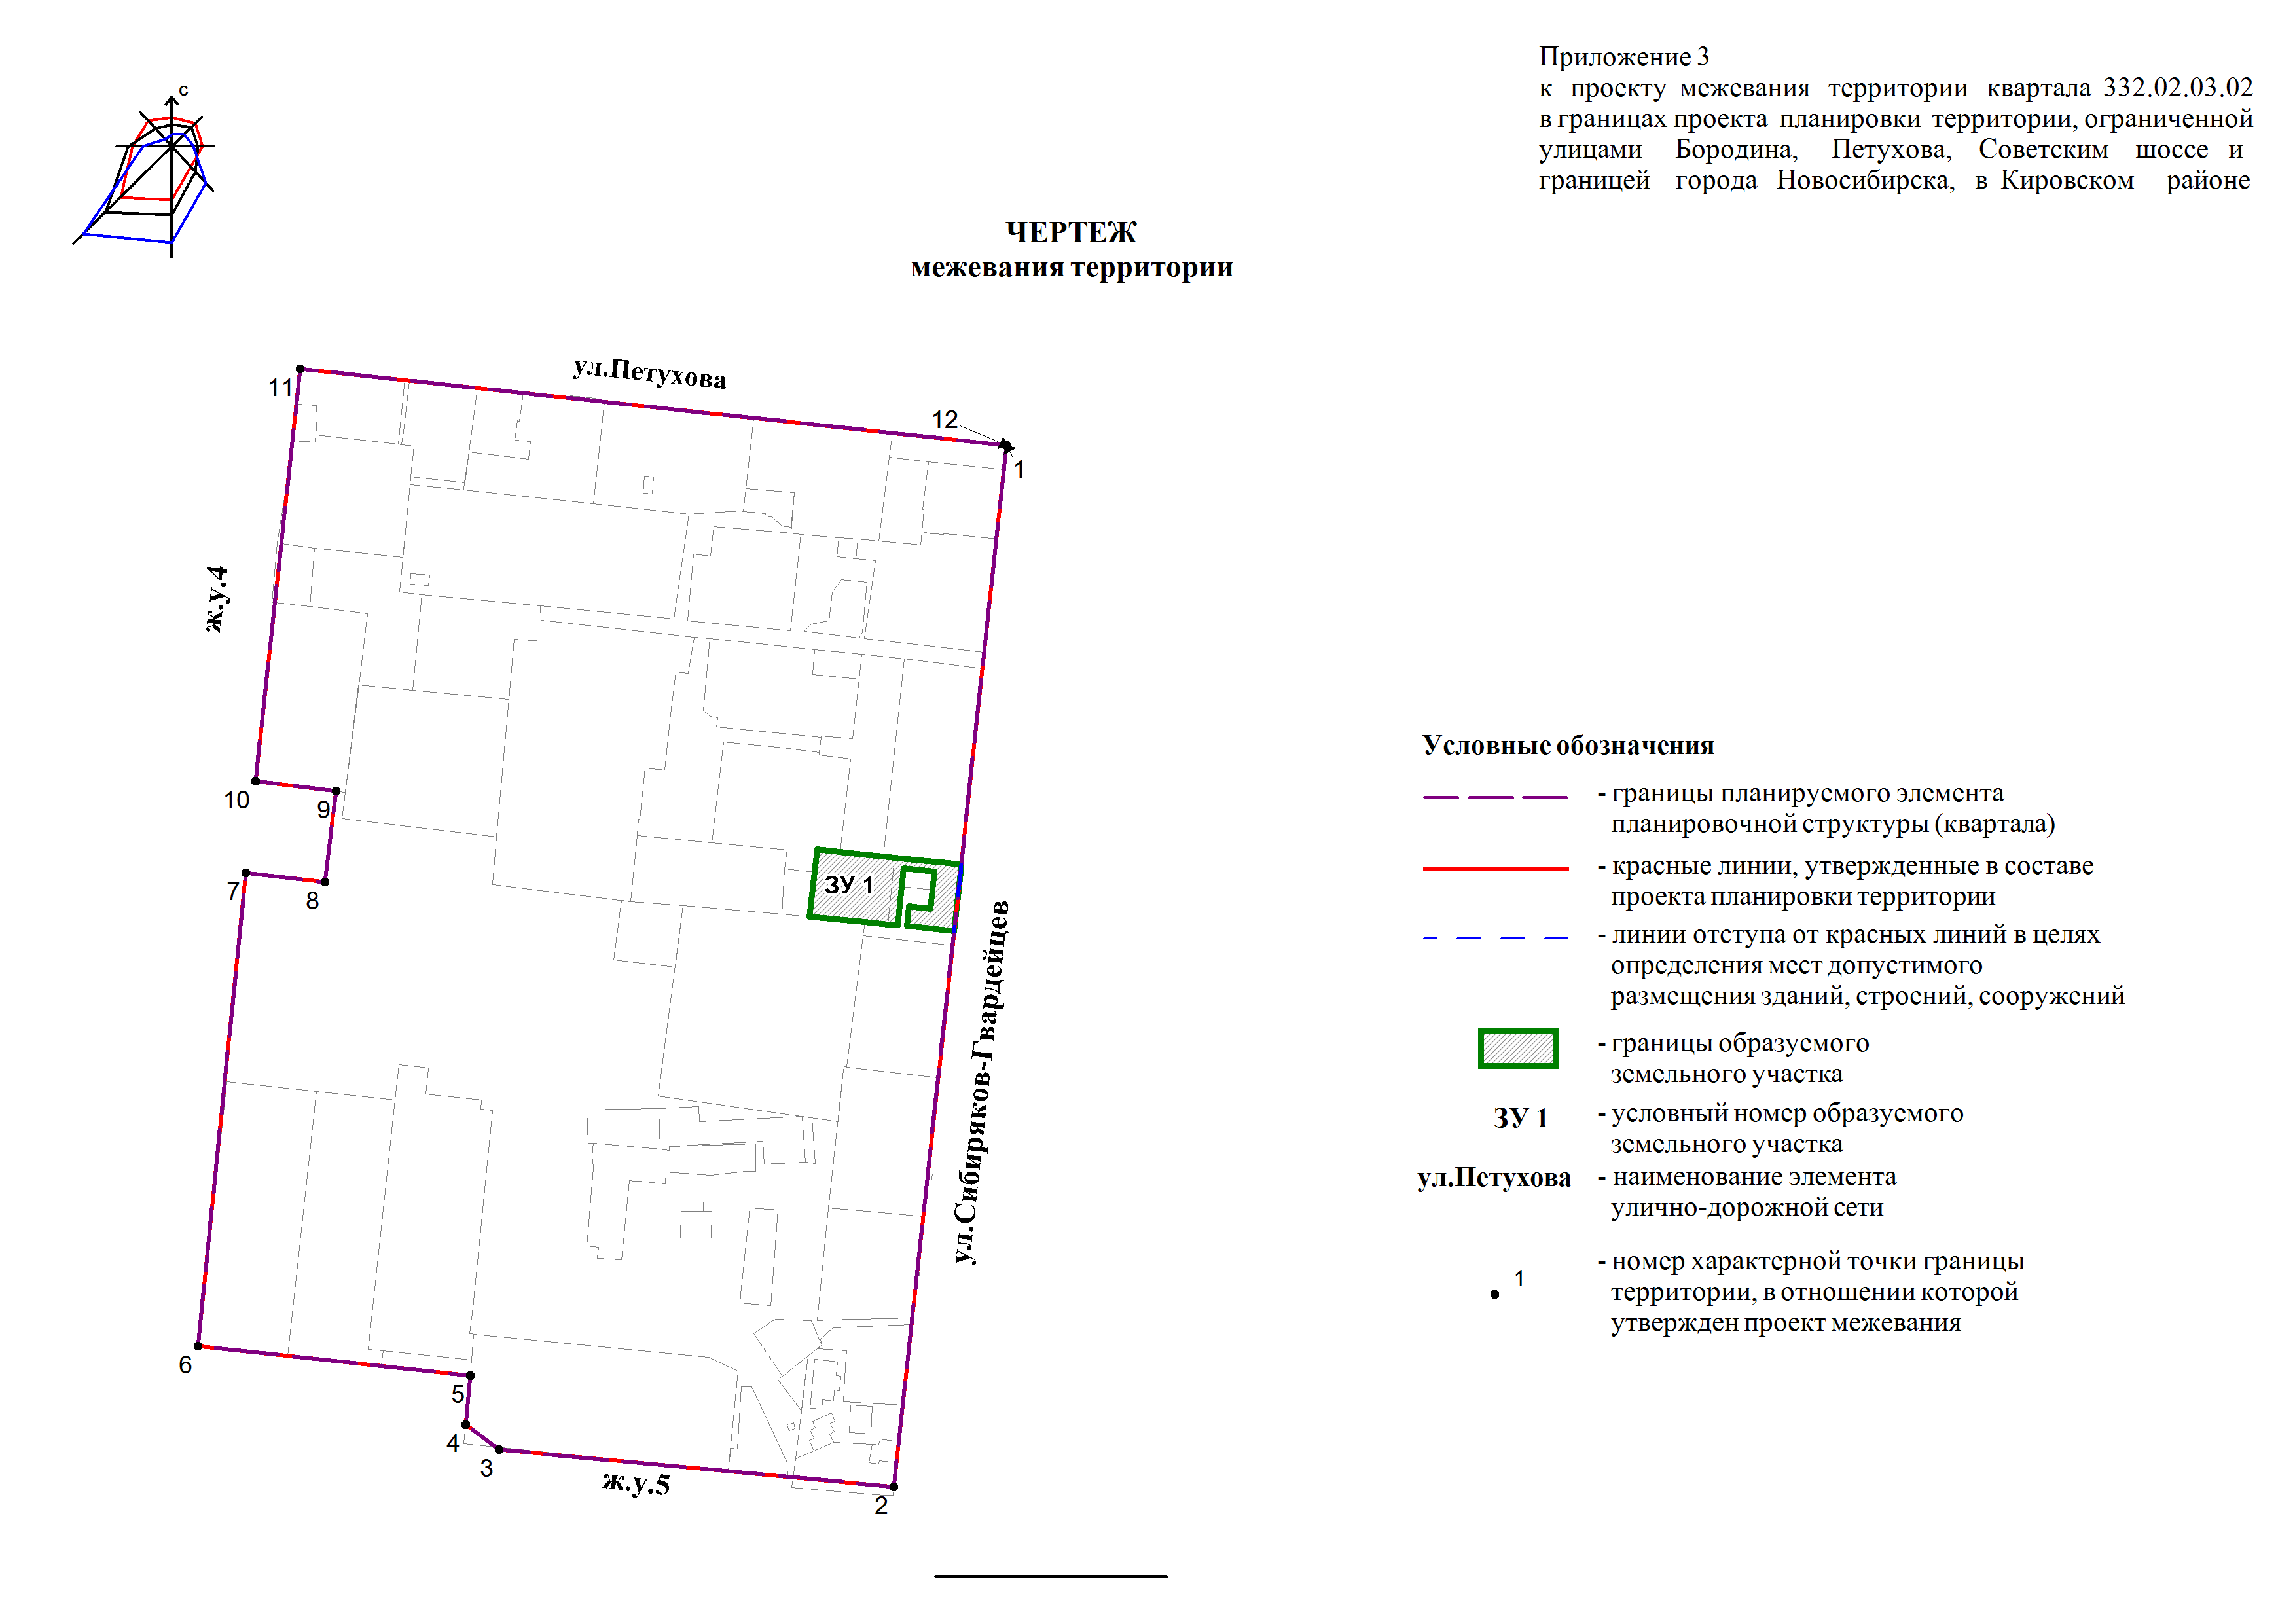 с
Приложение 3
к проекту межевания территории квартала 332.02.03.02
в границах проекта планировки территории, ограниченной
улицами Бородина, Петухова, Советским шоссе и
границей города Новосибирска, в Кировском районе
ЧЕРТЕЖ
межевания территории
ул.Петухова
11
12
1
ж.у.4
10
9
7
8
ЗУ 1
ул.Сибиряков-Гвардейцев
6
5
4
3
ж.у.5
2
Условные обозначения
- границы планируемого элемента
планировочной структуры (квартала)
- красные линии, утвержденные в составе
проекта планировки территории
- линии отступа от красных линий в целях
определения мест допустимого
размещения зданий, строений, сооружений
- границы образуемого
земельного участка
ЗУ 1 - условный номер образуемого
земельного участка
ул.Петухова - наименование элемента
улично-дорожной сети
1 - номер характерной точки границы
территории, в отношении которой
утвержден проект межевания